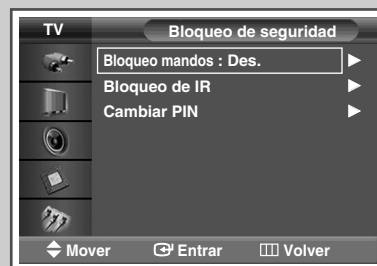 TV
Bloqueo de seguridad
Bloqueo mandos : Des.
Bloqueo de IR
Cambiar PIN
Mover Entrar Volver